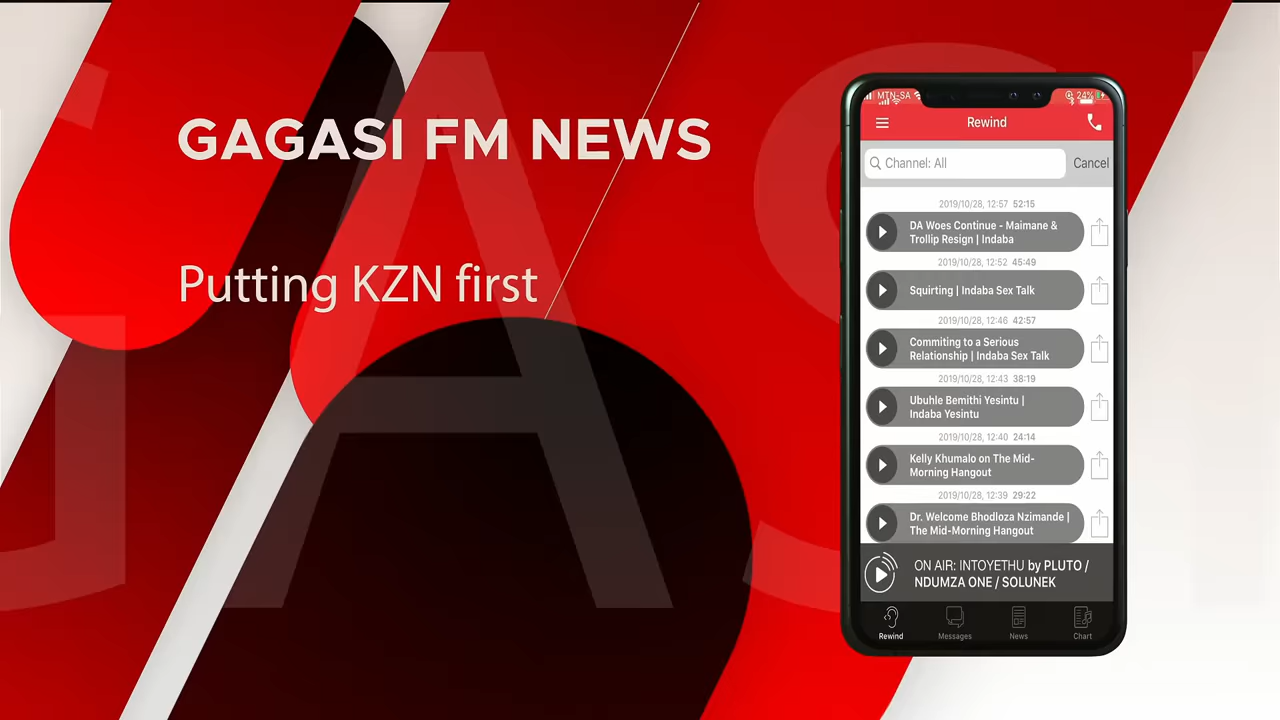 GAGASI FM NEWS
Putting KZN first
MTN-SA
24%
Rewind
Channel: All
Cancel
2019/10/28, 12:57 52:15
DA Woes Continue - Maimane &
Trollip Resign | Indaba
2019/10/28, 12:52 45:49
Squirting | Indaba Sex Talk
2019/10/28, 12:46 42:57
Commiting to a Serious
Relationship | Indaba Sex Talk
2019/10/28, 12:43 38:19
Ubuhle Bemithi Yesintu |
Indaba Yesintu
2019/10/28, 12:40 24:14
Kelly Khumalo on The Mid-
Morning Hangout
2019/10/28, 12:39 29:22
Dr. Welcome Bhodloza Nzimande |
The Mid-Morning Hangout
ON AIR: INTOYETHU by PLUTO /
NDUMZA ONE / SOLUNEK
Rewind
Messages
News
Chart
GAS